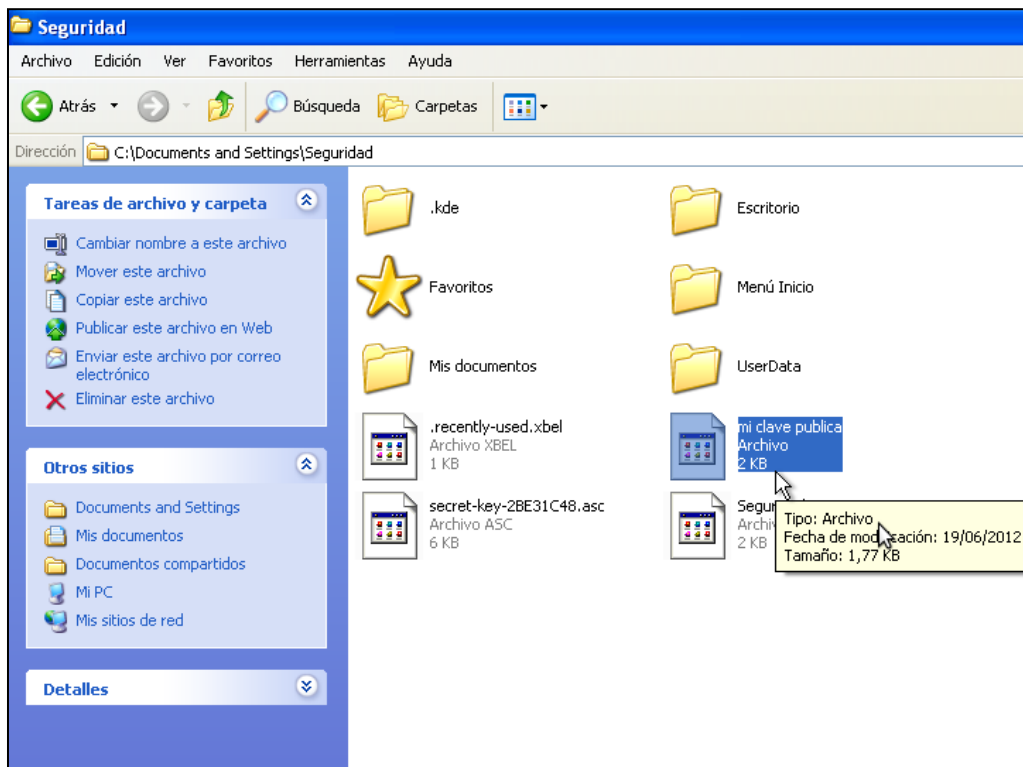 Seguridad
Archivo Edición Ver Favoritos Herramientas Ayuda
Atrás Búsqueda Carpetas
Dirección C:\Documents and Settings\Seguridad
Tareas de archivo y carpeta
Cambiar nombre a este archivo
Mover este archivo
Copiar este archivo
Publicar este archivo en Web
Enviar este archivo por correo
electrónico
Eliminar este archivo
Otros sitios
Documents and Settings
Mis documentos
Documentos compartidos
Mi PC
Mis sitios de red
Detalles
.kde
Escritorio
Favoritos
Menú Inicio
Mis documentos
UserData
.recently-used.xbel
Archivo XBEL
1 KB
mi clave publica
Archivo
2 KB
secret-key-2BE31C48.asc
Archivo ASC
6 KB
2 KB
Tipo: Archivo
Fecha de modificación: 19/06/2012
Tamaño: 1,77 KB